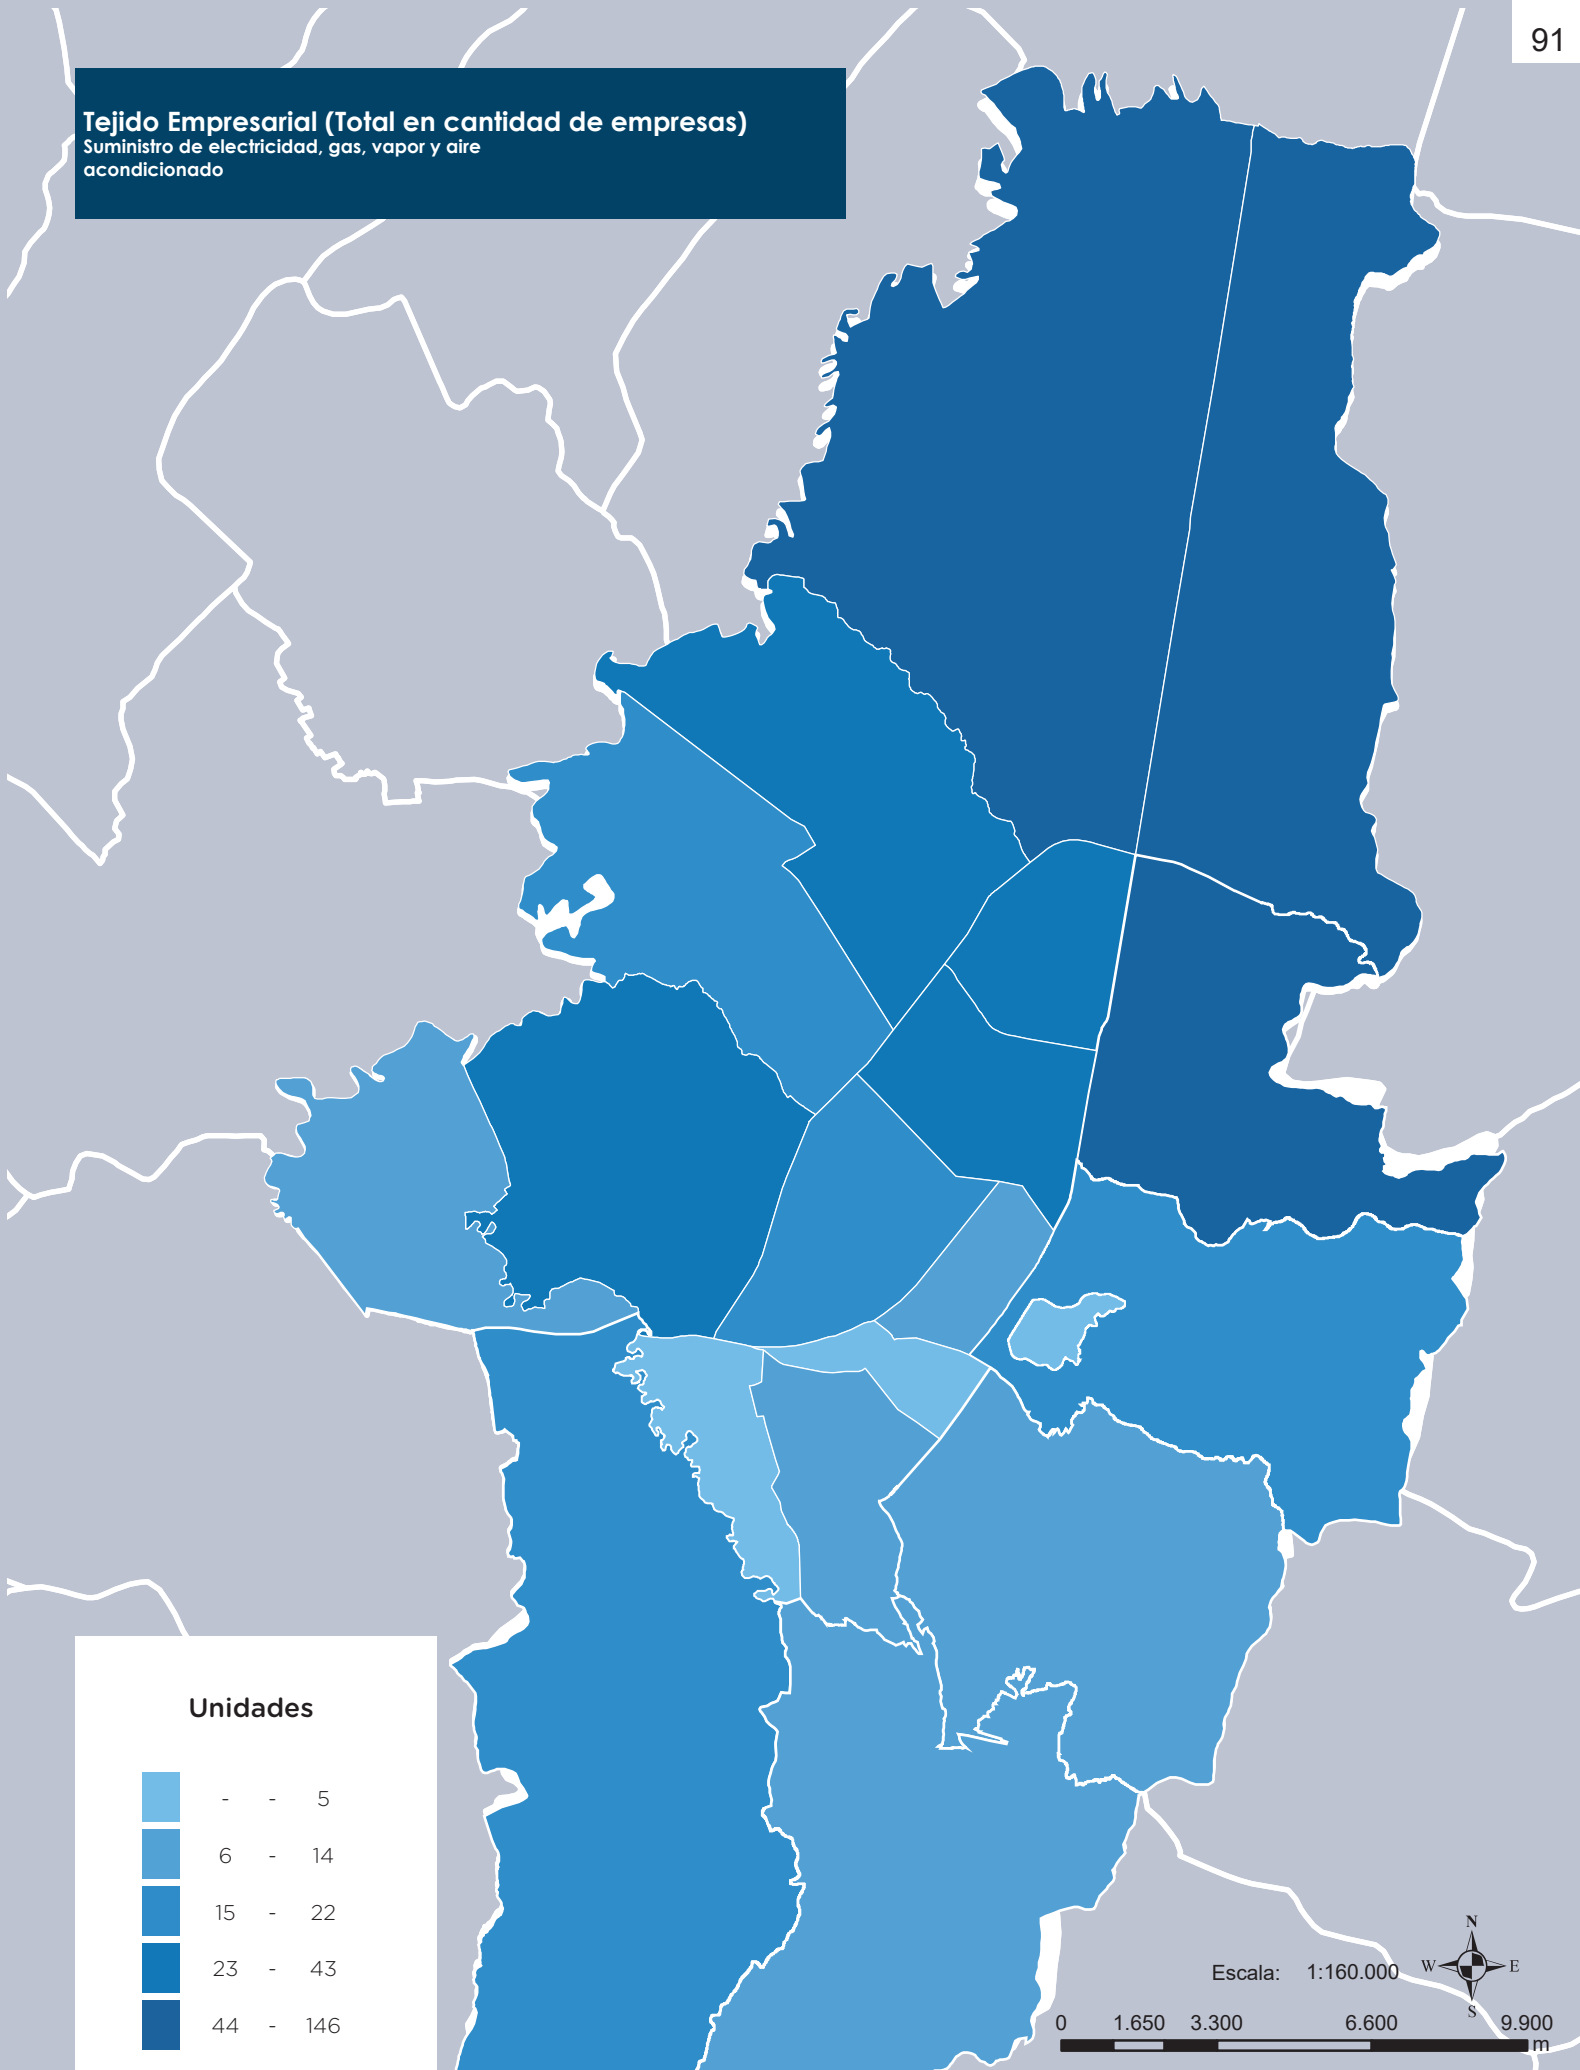 91
Tejido Empresarial (Total en cantidad de empresas)
Suministro de electricidad, gas, vapor y aire
acondicionado
Unidades
- - 5
6 - 14
15 - 22
23 - 43
44 - 146
N
W E
S
Escala: 1:160.000
0 1.650 3.300 6.600 9.900
m